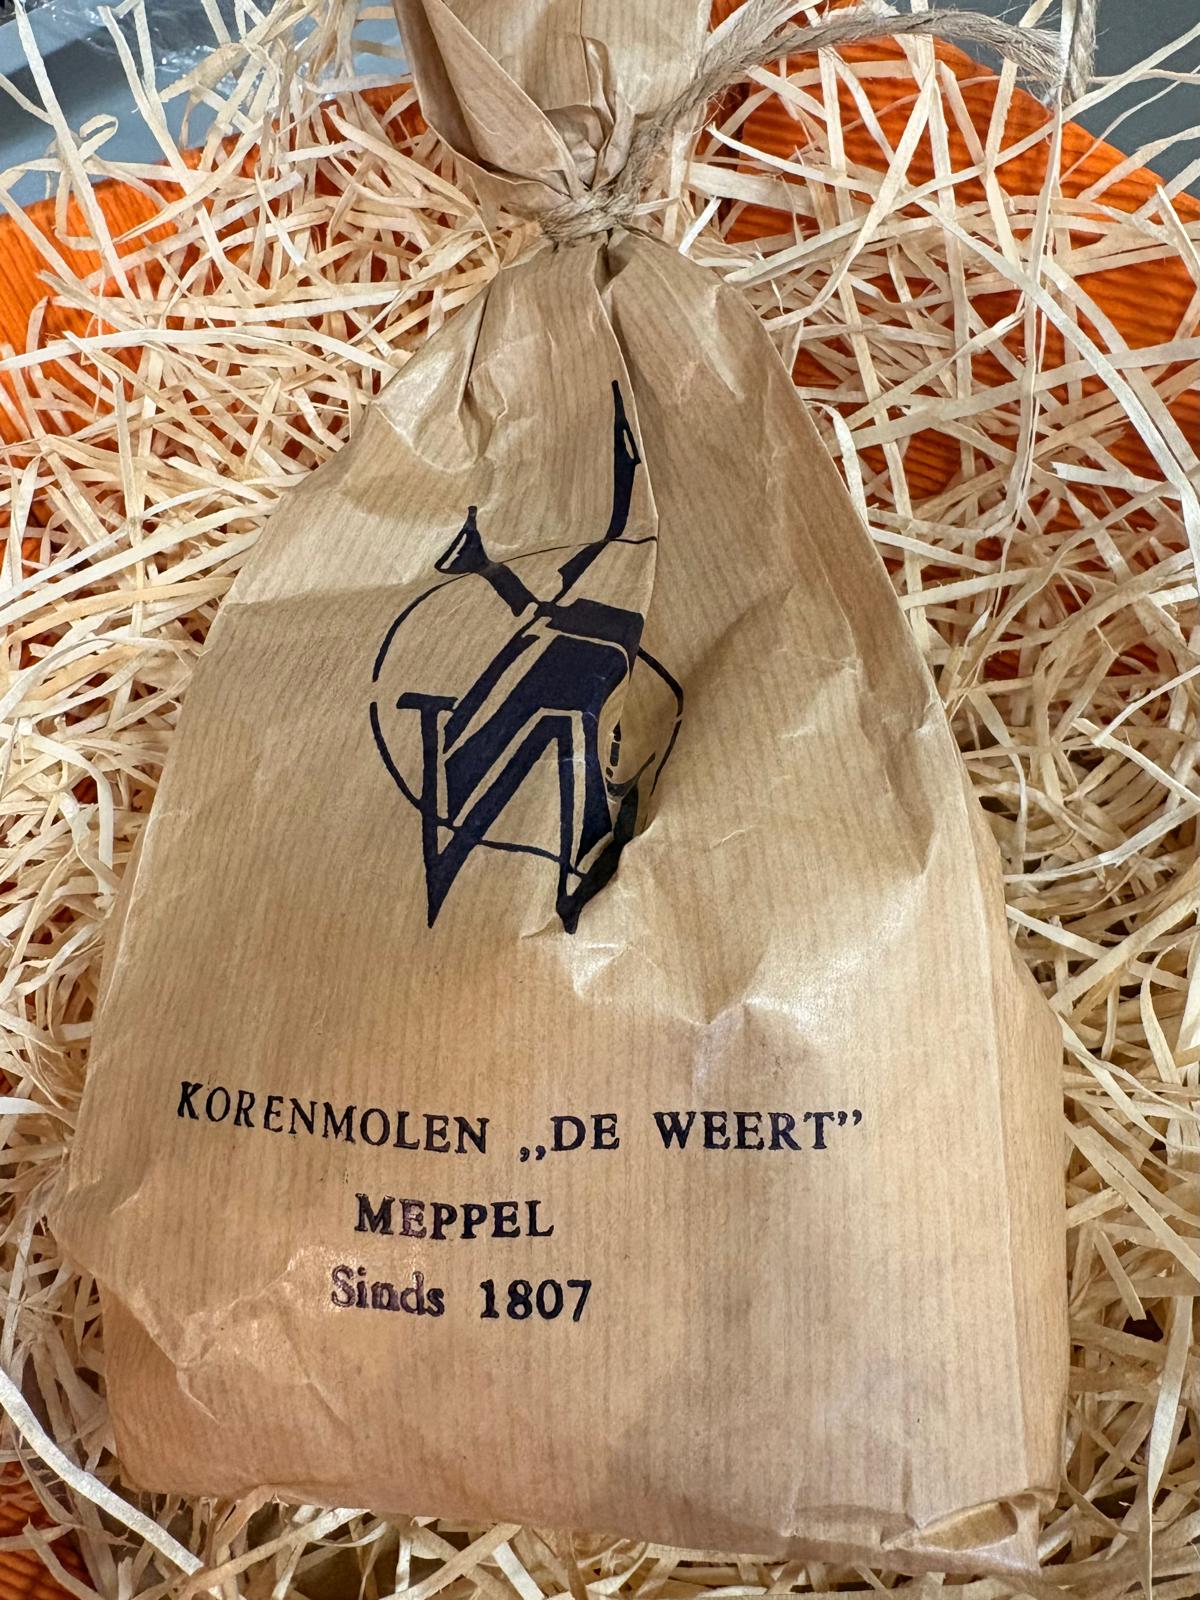 KORENMOLEN „DE WEERT”
MEPPEL
Sinds 1807